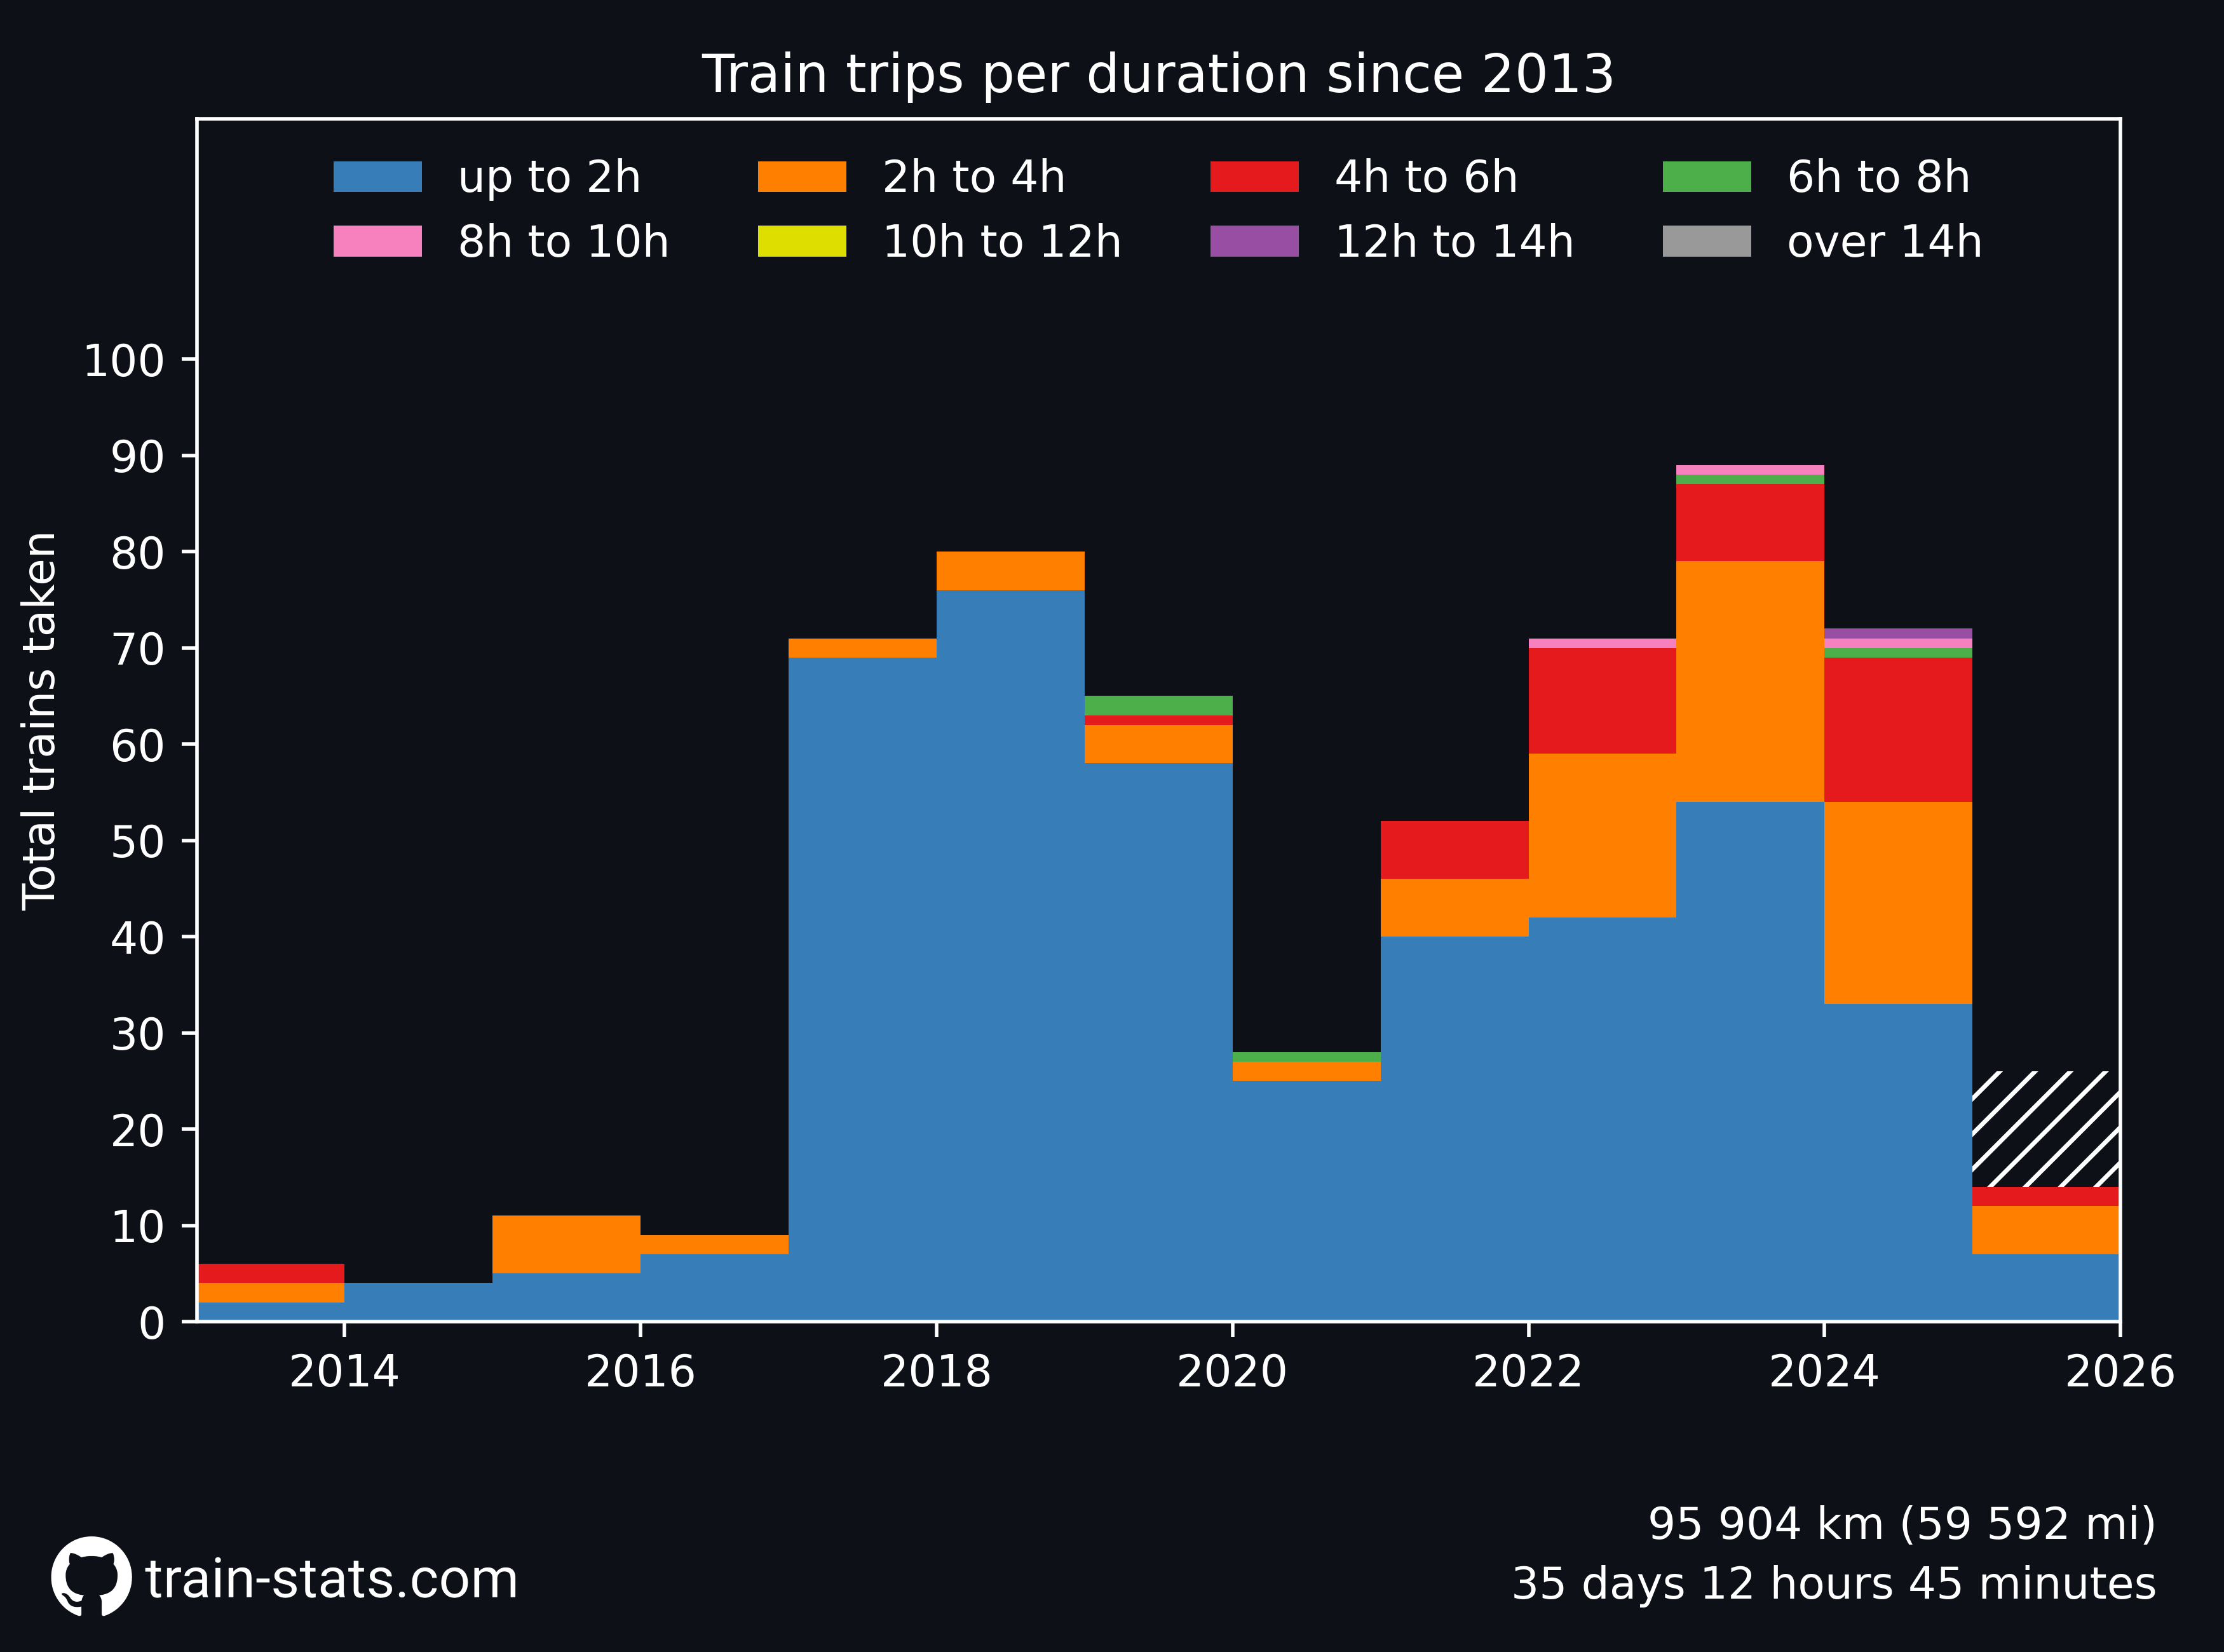 Train trips per duration since 2013
up to 2h
2h to 4h
4h to 6h
6h to 8h
8h to 10h
10h to 12h
12h to 14h
over 14h
Total trains taken
100
90
80
70
60
50
40
30
20
10
0
2014
2016
2018
2020
2022
2024
2026
95 904 km (59 592 mi)
35 days 12 hours 45 minutes
train-stats.com